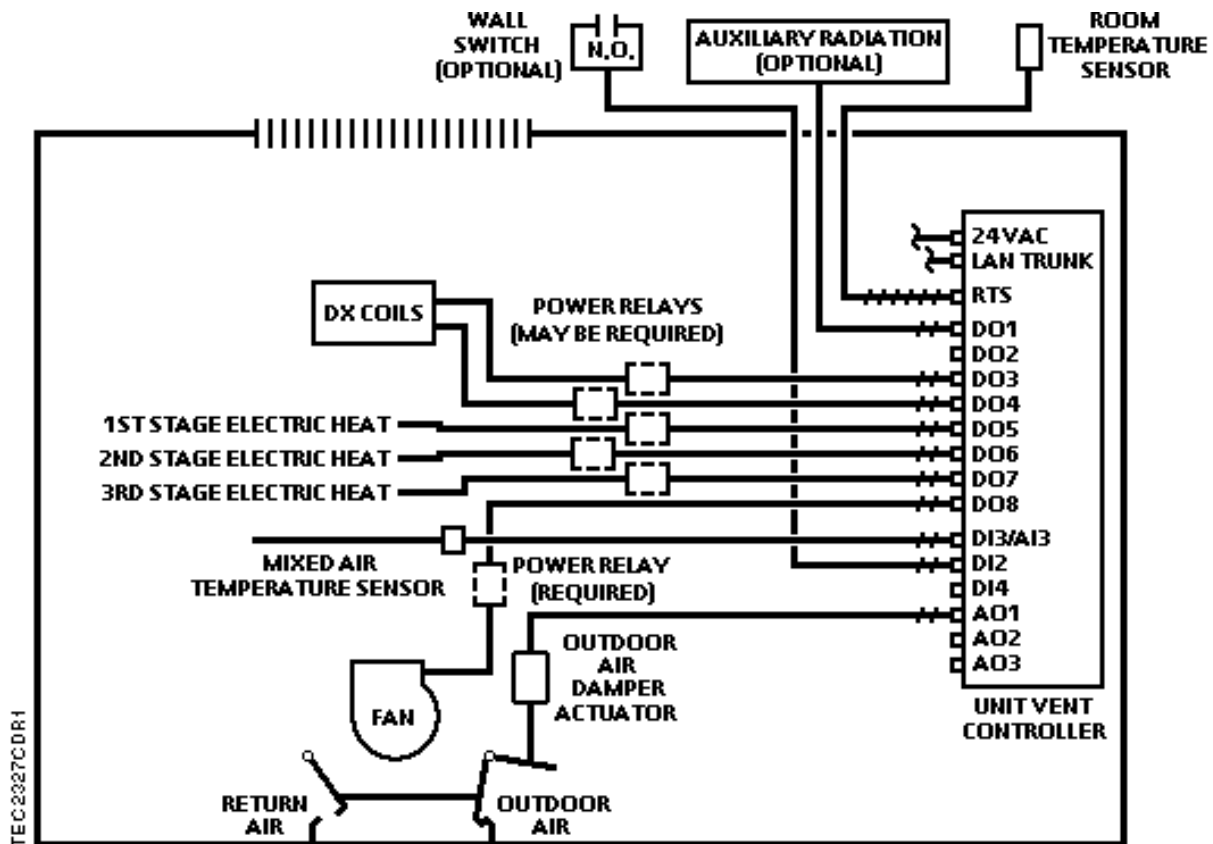 WALL
SWITCH
(OPTIONAL)
N.O.
AUXILIARY RADIATION
(OPTIONAL)
ROOM
TEMPERATURE
SENSOR
24 VAC
LAN TRUNK
RTS
DO1
DO2
DO3
DO4
DO5
DO6
DO7
DO8
DI3/AI3
DI2
DI4
AO1
AO2
AO3
UNIT VENT
CONTROLLER
DX COILS
POWER RELAYS
(MAY BE REQUIRED)
1ST STAGE ELECTRIC HEAT
2ND STAGE ELECTRIC HEAT
3RD STAGE ELECTRIC HEAT
MIXED AIR
TEMPERATURE SENSOR
POWER RELAY
(REQUIRED)
OUTDOOR
AIR
DAMPER
ACTUATOR
FAN
RETURN
AIR
OUTDOOR
AIR
TEC2327CDR1